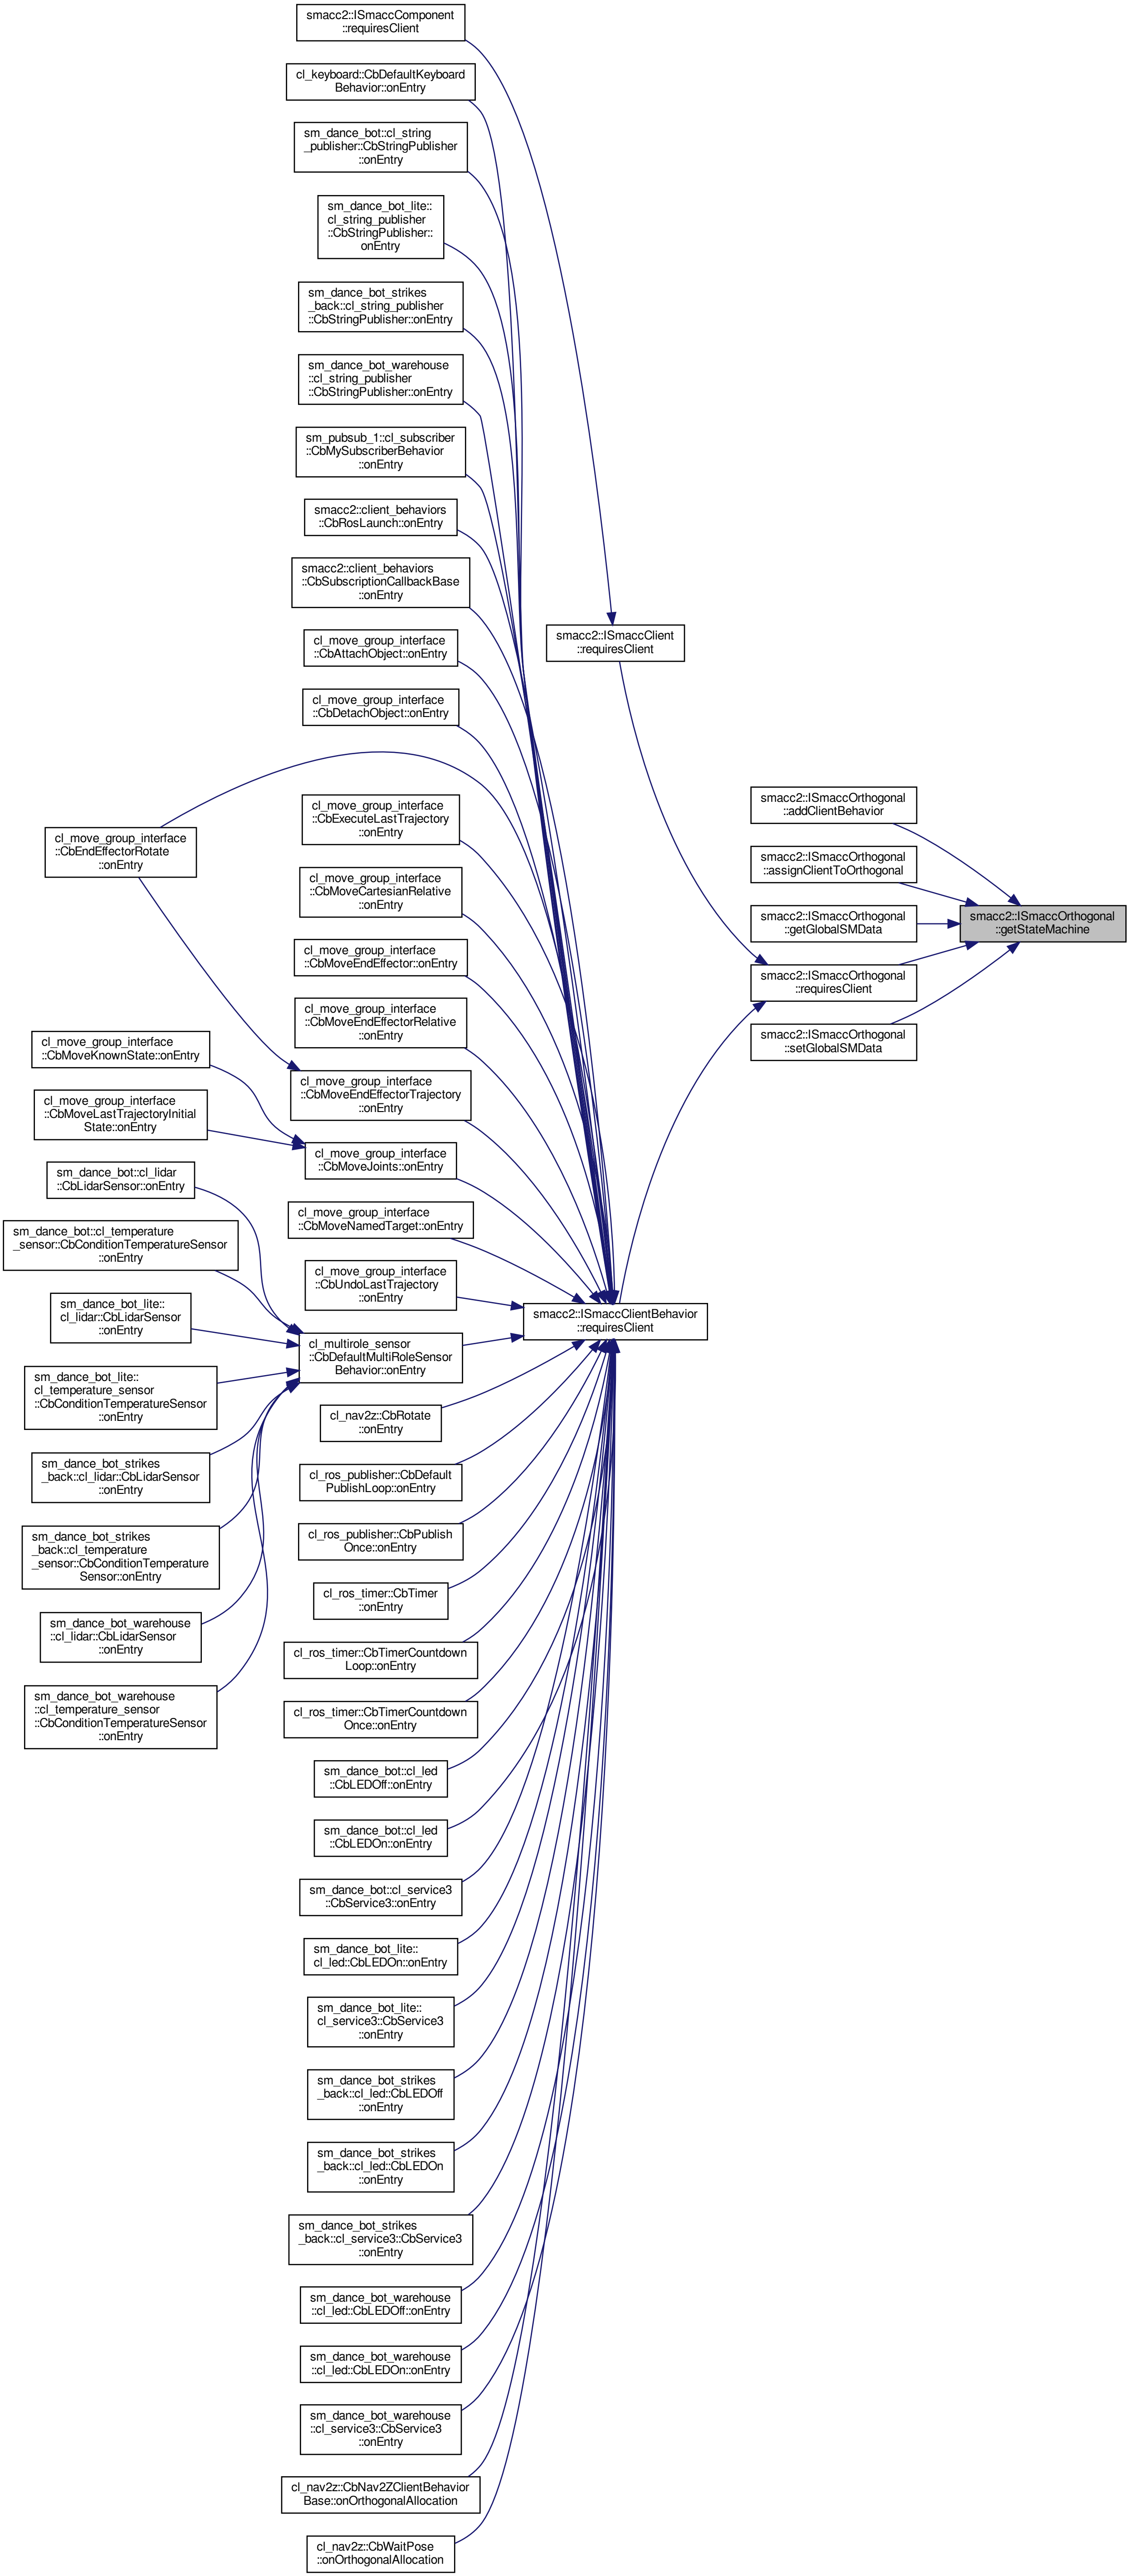 smacc2::ISmaccComponent
::requiresClient
cl_keyboard::CbDefaultKeyboard
Behavior::onEntry
sm_dance_bot::cl_string
_publisher::CbStringPublisher
::onEntry
sm_dance_bot_lite::
cl_string_publisher
::CbStringPublisher::
onEntry
sm_dance_bot_strikes
_back::cl_string_publisher
::CbStringPublisher::onEntry
sm_dance_bot_warehouse
::cl_string_publisher
::CbStringPublisher::onEntry
sm_pubsub_1::cl_subscriber
::CbMySubscriberBehavior
::onEntry
smacc2::client_behaviors
::CbRosLaunch::onEntry
smacc2::client_behaviors
::CbSubscriptionCallbackBase
::onEntry
cl_move_group_interface
::CbAttachObject::onEntry
cl_move_group_interface
::CbDetachObject::onEntry
cl_move_group_interface
::CbExecuteLastTrajectory
::onEntry
cl_move_group_interface
::CbEndEffectorRotate
::onEntry
cl_move_group_interface
::CbMoveCartesianRelative
::onEntry
cl_move_group_interface
::CbMoveEndEffector::onEntry
cl_move_group_interface
::CbMoveEndEffectorRelative
::onEntry
cl_move_group_interface
::CbMoveEndEffectorTrajectory
::onEntry
cl_move_group_interface
::CbMoveKnownState::onEntry
cl_move_group_interface
::CbMoveLastTrajectoryInitial
State::onEntry
cl_move_group_interface
::CbMoveJoints::onEntry
cl_move_group_interface
::CbMoveNamedTarget::onEntry
cl_move_group_interface
::CbUndoLastTrajectory
::onEntry
cl_multirole_sensor
::CbDefaultMultiRoleSensor
Behavior::onEntry
sm_dance_bot::cl_lidar
::CbLidarSensor::onEntry
sm_dance_bot::cl_temperature
_sensor::CbConditionTemperatureSensor
::onEntry
sm_dance_bot_lite::
cl_lidar::CbLidarSensor
::onEntry
sm_dance_bot_lite::
cl_temperature_sensor
::CbConditionTemperatureSensor
::onEntry
sm_dance_bot_strikes
_back::cl_lidar::CbLidarSensor
::onEntry
sm_dance_bot_strikes
_back::cl_temperature
_sensor::CbConditionTemperature
Sensor::onEntry
sm_dance_bot_warehouse
::cl_lidar::CbLidarSensor
::onEntry
sm_dance_bot_warehouse
::cl_temperature_sensor
::CbConditionTemperatureSensor
::onEntry
cl_nav2z::CbRotate
::onEntry
cl_ros_publisher::CbDefault
PublishLoop::onEntry
cl_ros_publisher::CbPublish
Once::onEntry
cl_ros_timer::CbTimer
::onEntry
cl_ros_timer::CbTimerCountdown
Loop::onEntry
cl_ros_timer::CbTimerCountdown
Once::onEntry
sm_dance_bot::cl_led
::CbLEDOff::onEntry
sm_dance_bot::cl_led
::CbLEDOn::onEntry
sm_dance_bot::cl_service3
::CbService3::onEntry
sm_dance_bot_lite::
cl_led::CbLEDOn::onEntry
sm_dance_bot_lite::
cl_service3::CbService3
::onEntry
sm_dance_bot_strikes
_back::cl_led::CbLEDOff
::onEntry
sm_dance_bot_strikes
_back::cl_led::CbLEDOn
::onEntry
sm_dance_bot_strikes
_back::cl_service3::CbService3
::onEntry
sm_dance_bot_warehouse
::cl_led::CbLEDOff::onEntry
sm_dance_bot_warehouse
::cl_led::CbLEDOn::onEntry
sm_dance_bot_warehouse
::cl_service3::CbService3
::onEntry
cl_nav2z::CbNav2ZClientBehavior
Base::onOrthogonalAllocation
cl_nav2z::CbWaitPose
::onOrthogonalAllocation
smacc2::ISmaccClient
::requiresClient
smacc2::ISmaccClientBehavior
::requiresClient
smacc2::ISmaccOrthogonal
::addClientBehavior
smacc2::ISmaccOrthogonal
::assignClientToOrthogonal
smacc2::ISmaccOrthogonal
::getGlobalSMData
smacc2::ISmaccOrthogonal
::requiresClient
smacc2::ISmaccOrthogonal
::setGlobalSMData
smacc2::ISmaccOrthogonal
::getStateMachine